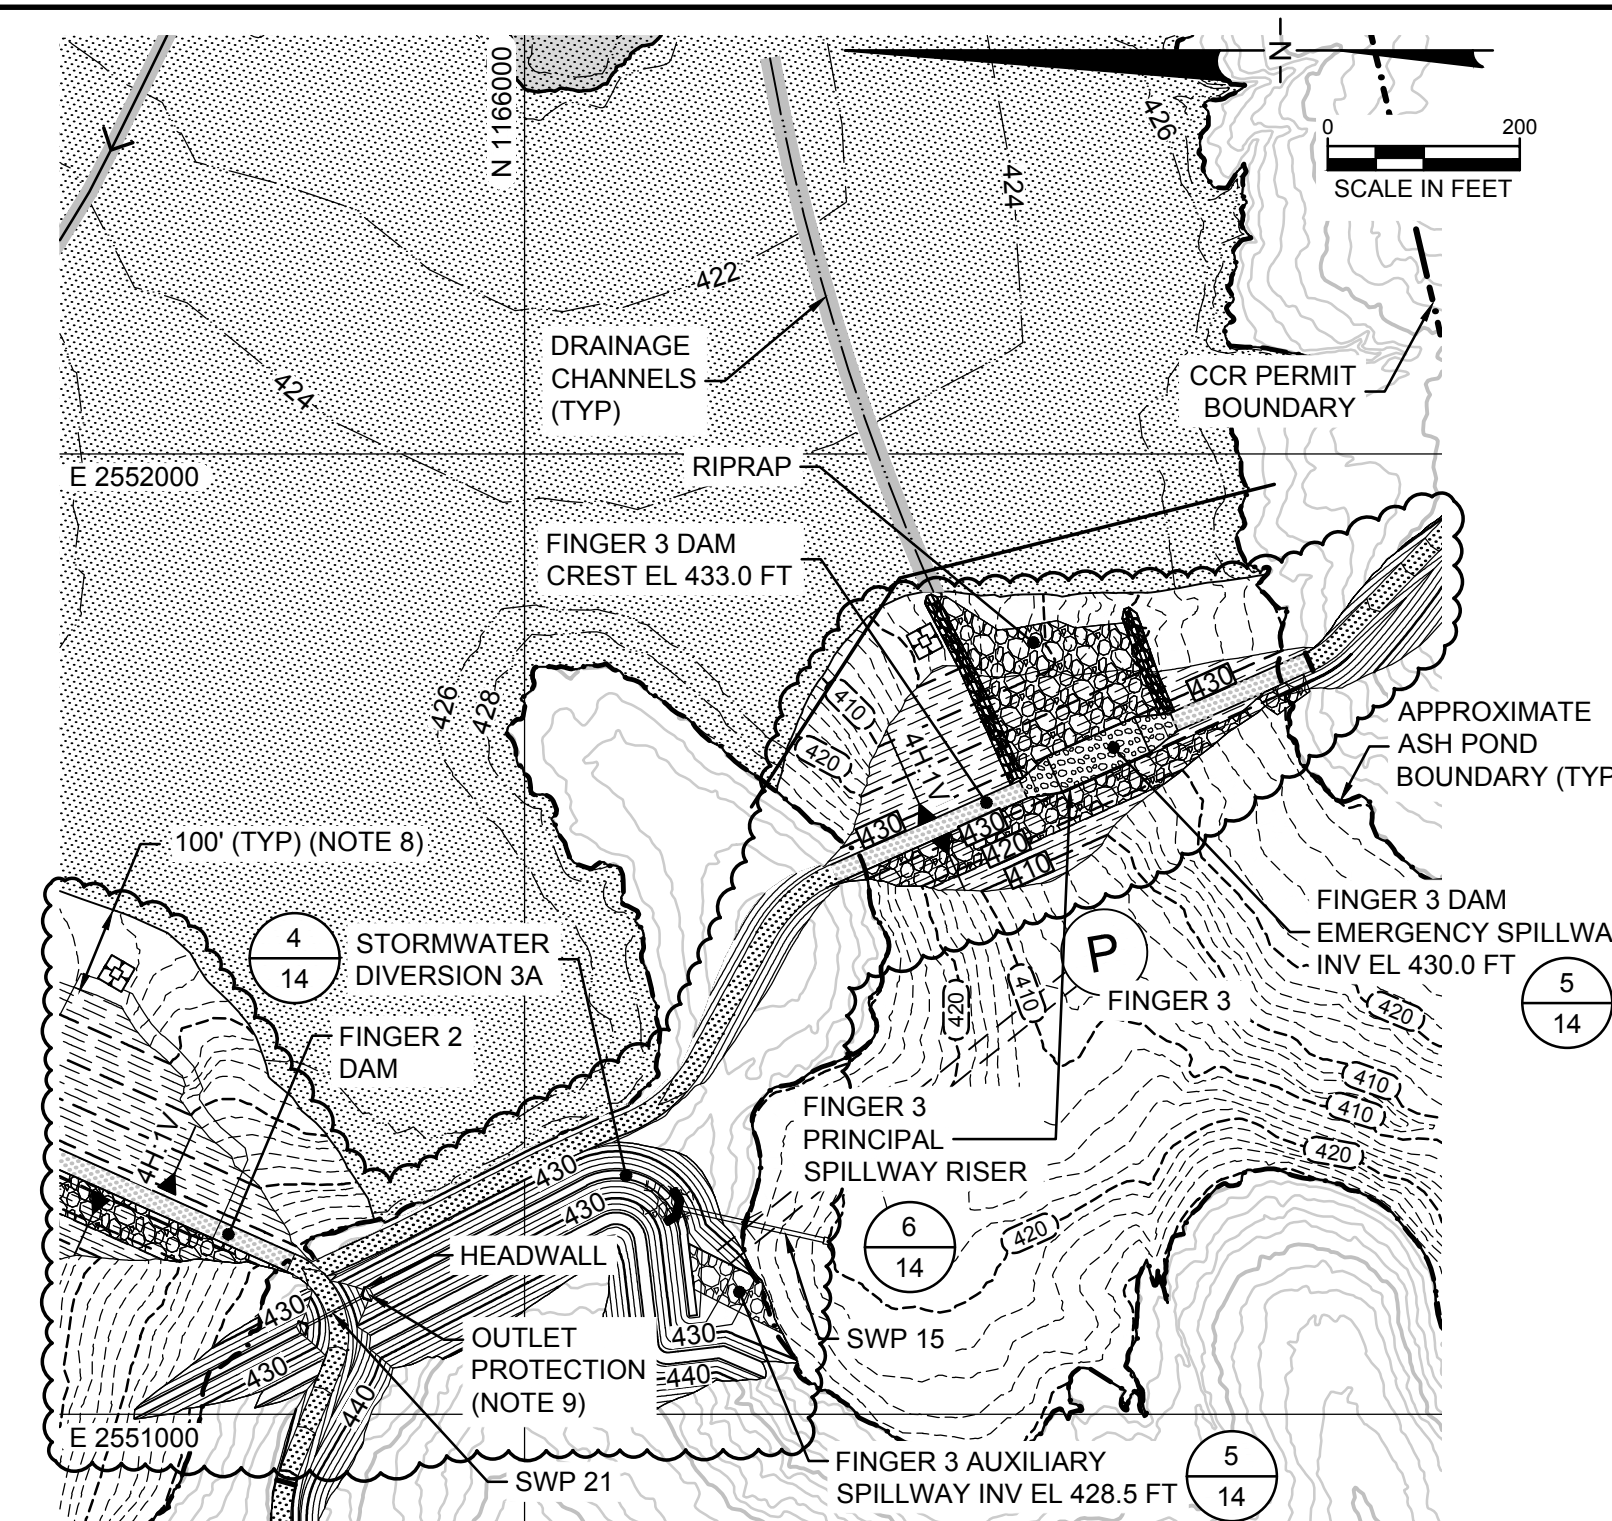 N 1166000
N
426
0 200
SCALE IN FEET
424
422
DRAINAGE
CHANNELS
(TYP)
424
CCR PERMIT
BOUNDARY
E 2552000
RIPRAP
FINGER 3 DAM
CREST EL 433.0 FT
426
428
410
420
4H:1V
430
430
430
420
410
APPROXIMATE
ASH POND
BOUNDARY (TYP
100' (TYP) (NOTE 8)
4
14
STORMWATER
DIVERSION 3A
FINGER 2
DAM
P
FINGER 3
FINGER 3 DAM
EMERGENCY SPILLWA
INV EL 430.0 FT
5
14
420
410
420
410
410
420
420
FINGER 3
PRINCIPAL
SPILLWAY RISER
6
14
4H:1V
430
430
HEADWALL
OUTLET
PROTECTION
(NOTE 9)
430
440
SWP 15
430
430
440
E 2551000
SWP 21
FINGER 3 AUXILIARY
SPILLWAY INV EL 428.5 FT
5
14